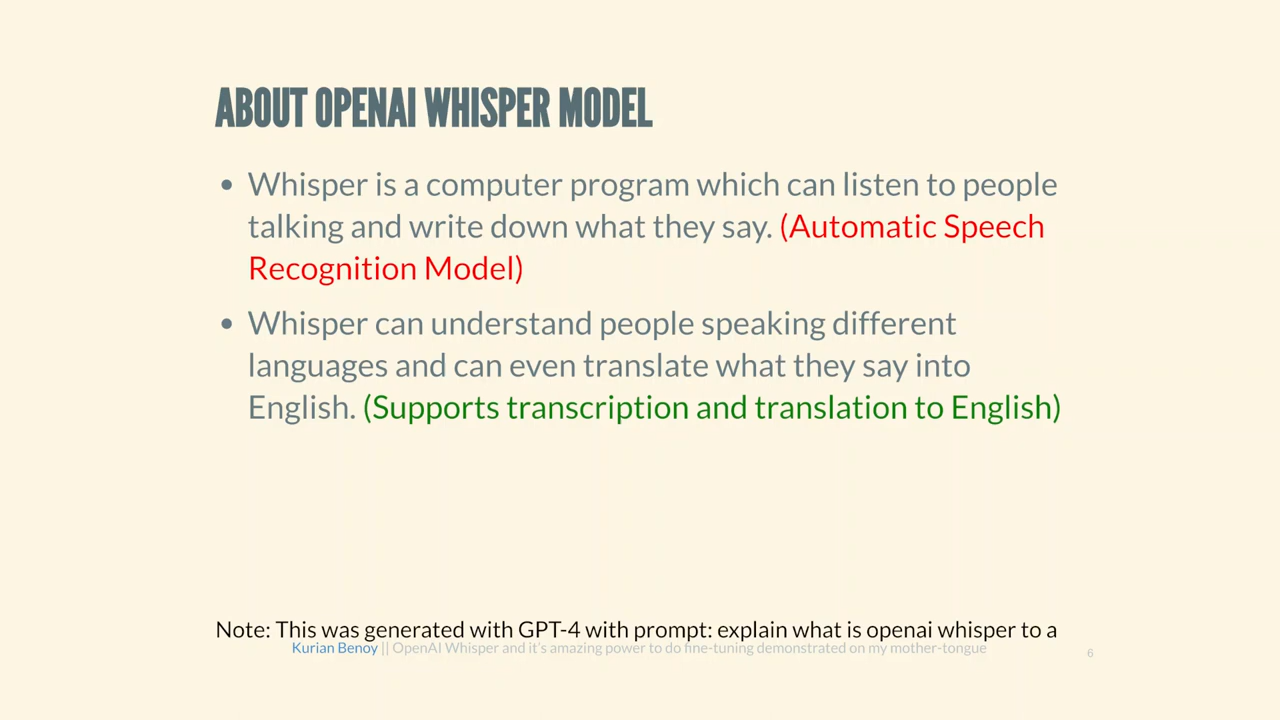 ABOUT OPENAI WHISPER MODEL
• Whisper is a computer program which can listen to people
talking and write down what they say. (Automatic Speech
Recognition Model)
• Whisper can understand people speaking different
languages and can even translate what they say into
English. (Supports transcription and translation to English)
Note: This was generated with GPT-4 with prompt: explain what is openai whisper to a
Kurian Benoy || OpenAI Whisper and it's amazing power to do fine-tuning demonstrated on my mother-tongue
6